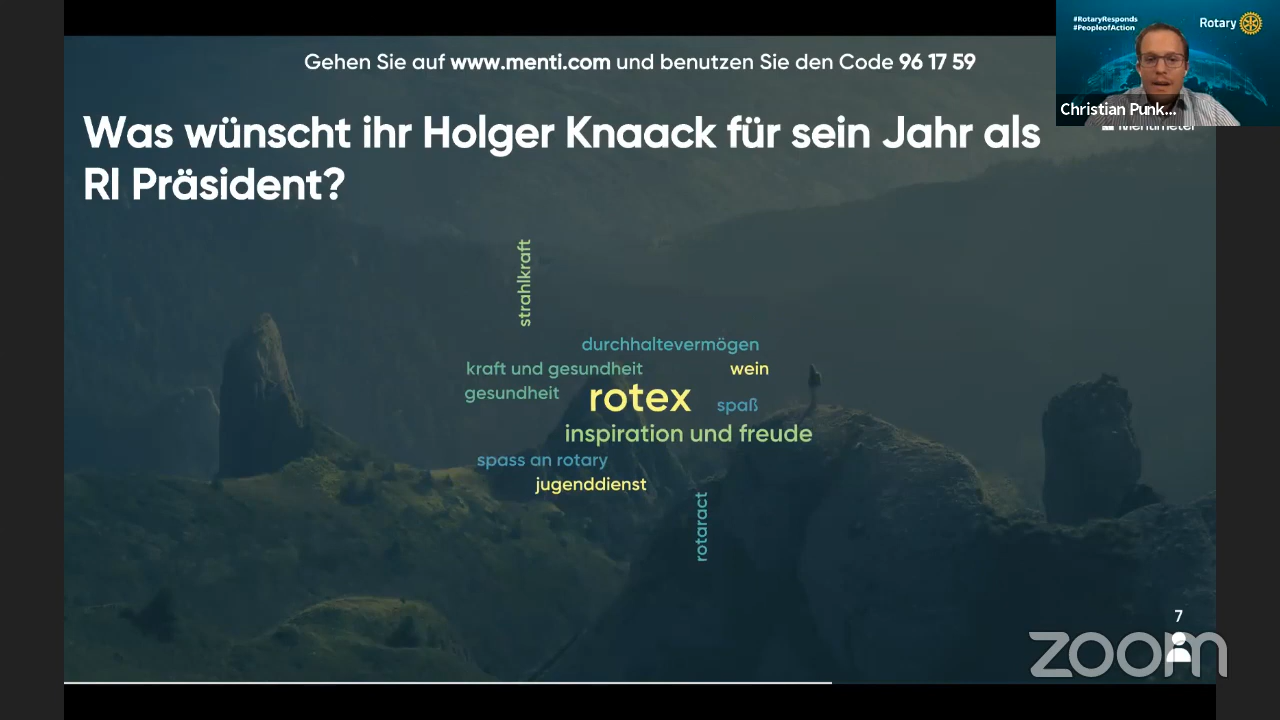 #RotaryResponds
#PeopleofAction
Rotary
Christian Punk...
Gehen Sie auf www.menti.com und benutzen Sie den Code 96 17 59
Mentimeter
Was wünscht ihr Holger Knaack für sein Jahr als
RI Präsident?
strahlkraft
durchhaltevermögen
kraft und gesundheit
wein
gesundheit
rotex
spaß
inspiration und freude
spass an rotary
jugenddienst
rotaract
7
zoom